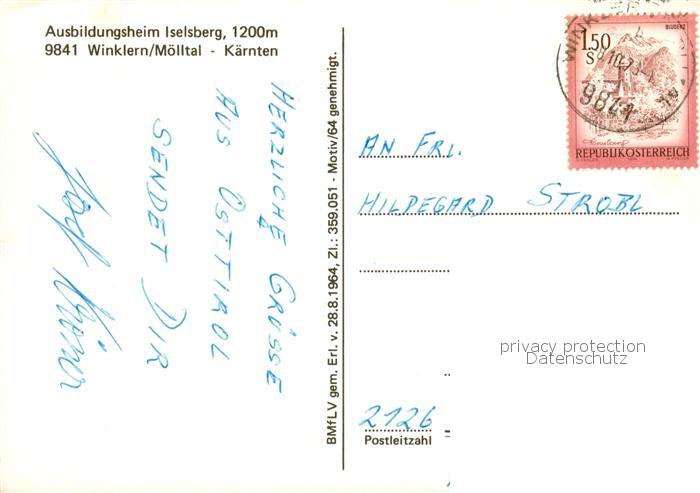 Ausbildungsheim Iselsberg, 1200m
9841 Winklern/Mölltal - Kärnten
HERZLICHE GRÜSSE
AUS OSTTIROL
SENDET DIR
BMfLV gem. Erl. v. 28.8.1964, Zl.: 359.051 - Motiv/64 genehmigt.
BLUDENZ
1.50
S
REPUBLIK ÖSTERREICH
9841
AN FRL.
HILDEGARD STROBL
privacy protection
Datenschutz
2126
Postleitzahl